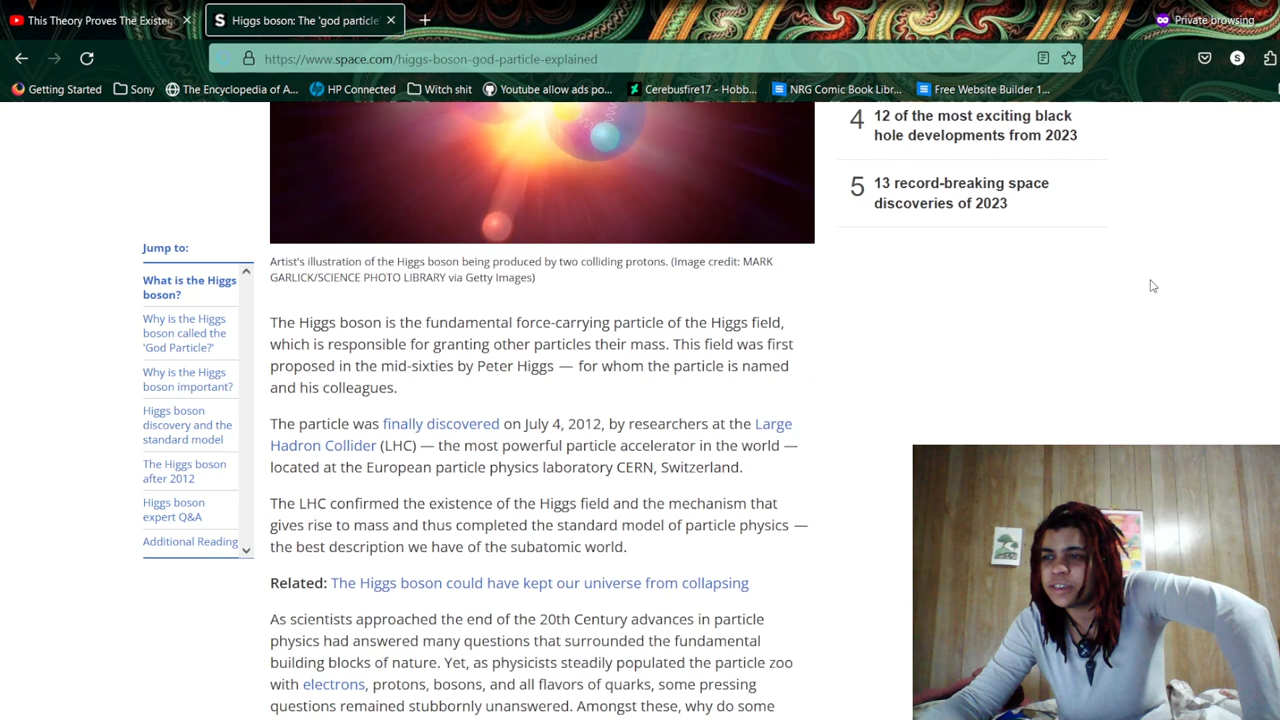 This Theory Proves The Existe
Higgs boson: The 'god particle'
Private browsing
https://www.space.com/higgs-boson-god-particle-explained
S
Getting Started
Sony
The Encyclopedia of A...
HP Connected
Witch shit
Youtube allow ads po...
Cerebusfire17 - Hobb...
NRG Comic Book Libr...
Free Website Builder 1...
4 12 of the most exciting black
hole developments from 2023
5 13 record-breaking space
discoveries of 2023
Jump to:
What is the Higgs
boson?
Why is the Higgs
boson called the
'God Particle?'
Why is the Higgs
boson important?
Higgs boson
discovery and the
standard model
The Higgs boson
after 2012
Higgs boson
expert Q&A
Additional Reading
Artist's illustration of the Higgs boson being produced by two colliding protons. (Image credit: MARK
GARLICK/SCIENCE PHOTO LIBRARY via Getty Images)
The Higgs boson is the fundamental force-carrying particle of the Higgs field,
which is responsible for granting other particles their mass. This field was first
proposed in the mid-sixties by Peter Higgs — for whom the particle is named
and his colleagues.
The particle was finally discovered on July 4, 2012, by researchers at the Large
Hadron Collider (LHC) — the most powerful particle accelerator in the world —
located at the European particle physics laboratory CERN, Switzerland.
The LHC confirmed the existence of the Higgs field and the mechanism that
gives rise to mass and thus completed the standard model of particle physics —
the best description we have of the subatomic world.
Related: The Higgs boson could have kept our universe from collapsing
As scientists approached the end of the 20th Century advances in particle
physics had answered many questions that surrounded the fundamental
building blocks of nature. Yet, as physicists steadily populated the particle zoo
with electrons, protons, bosons, and all flavors of quarks, some pressing
questions remained stubbornly unanswered. Amongst these, why do some